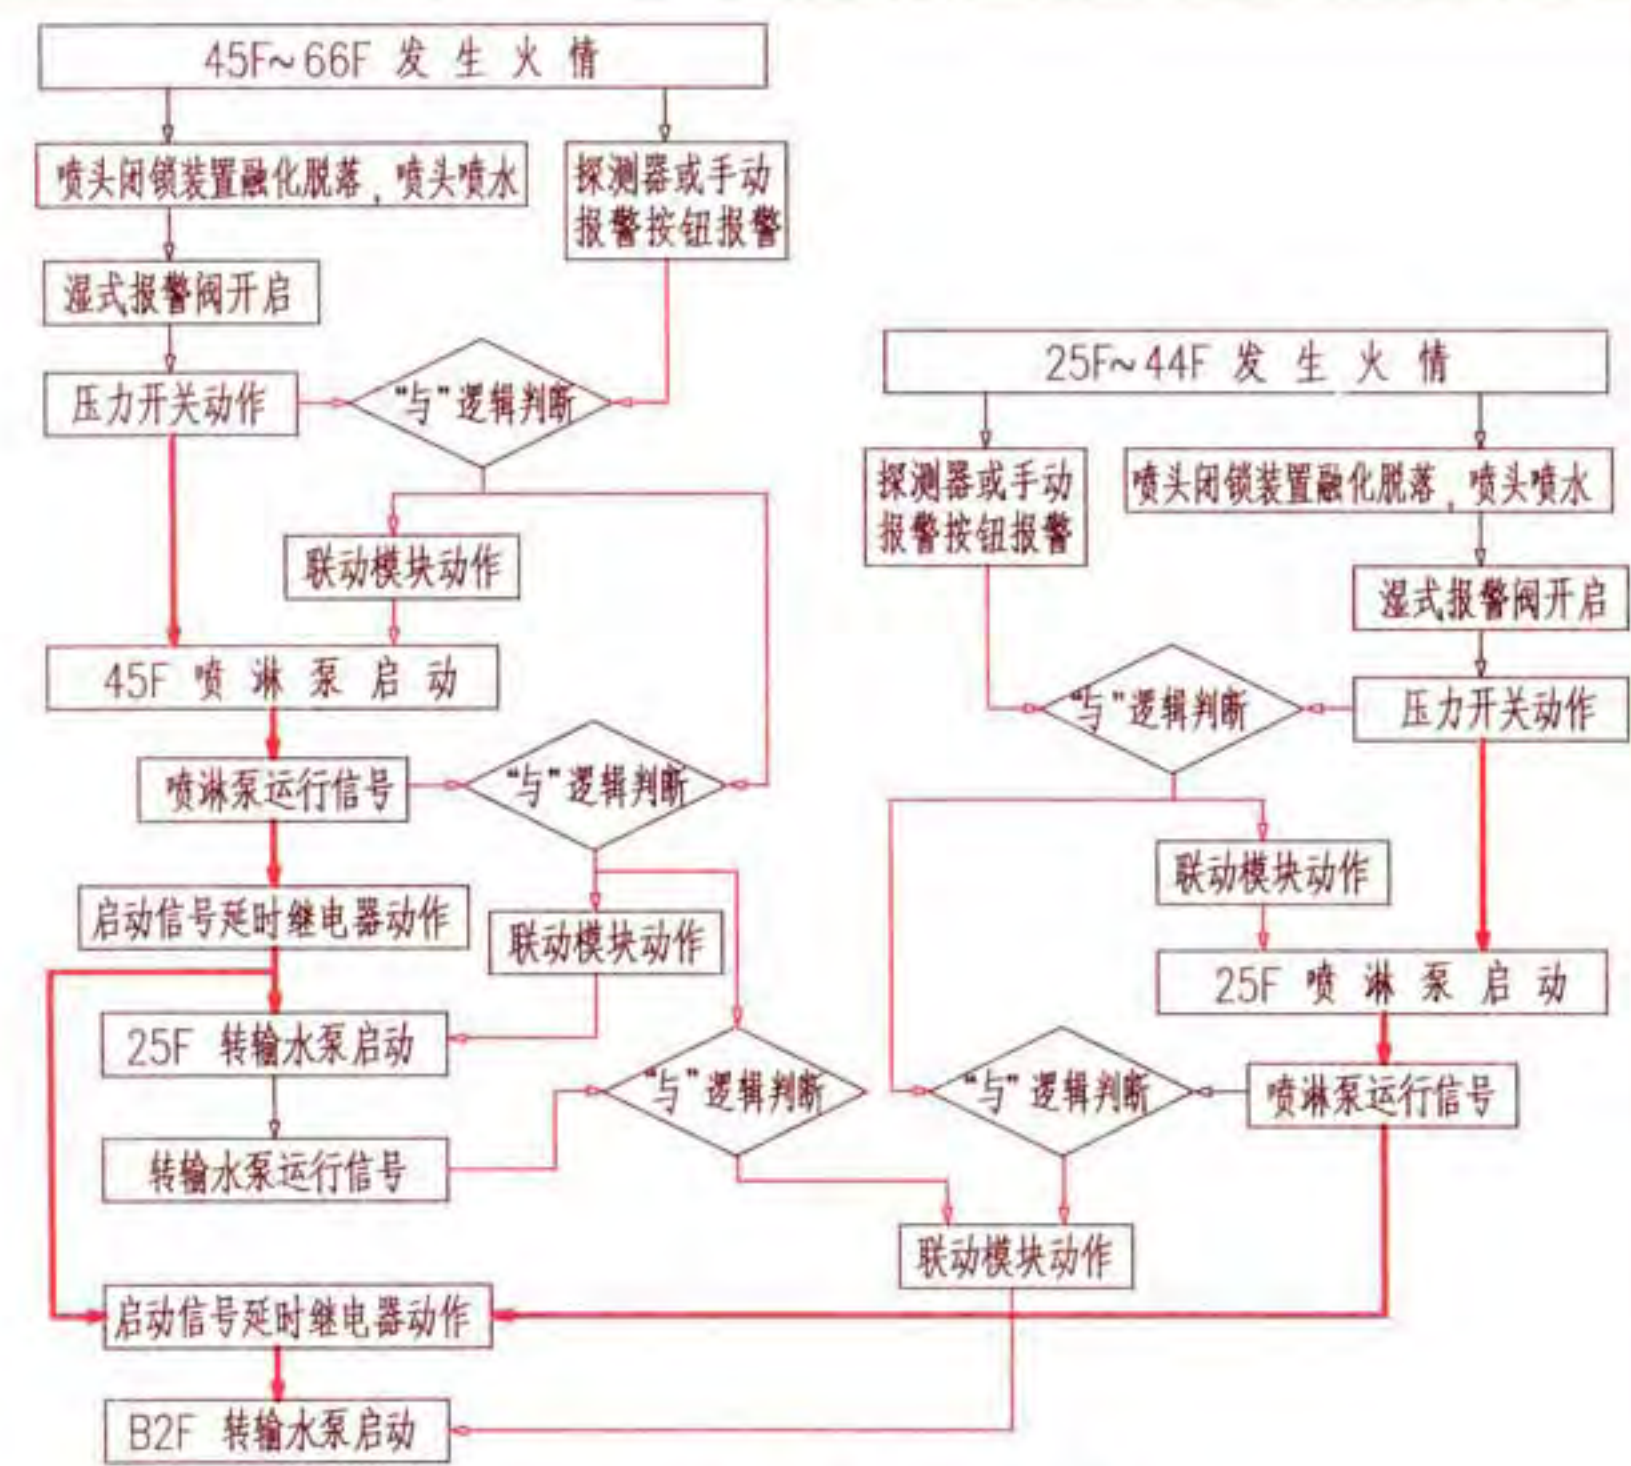 45F~66F 发生火情
喷头闭锁装置融化脱落,喷头喷水
探测器或手动
报警按钮报警
湿式报警阀开启
压力开关动作
“与”逻辑判断
联动模块动作
45F 喷淋泵启动
喷淋泵运行信号
“与”逻辑判断
启动信号延时继电器动作
联动模块动作
25F 转输水泵启动
“与”逻辑判断
转输水泵运行信号
25F~44F 发生火情
探测器或手动
报警按钮报警
喷头闭锁装置融化脱落,喷头喷水
湿式报警阀开启
“与”逻辑判断
压力开关动作
联动模块动作
25F 喷淋泵启动
“与”逻辑判断
喷淋泵运行信号
联动模块动作
启动信号延时继电器动作
B2F 转输水泵启动